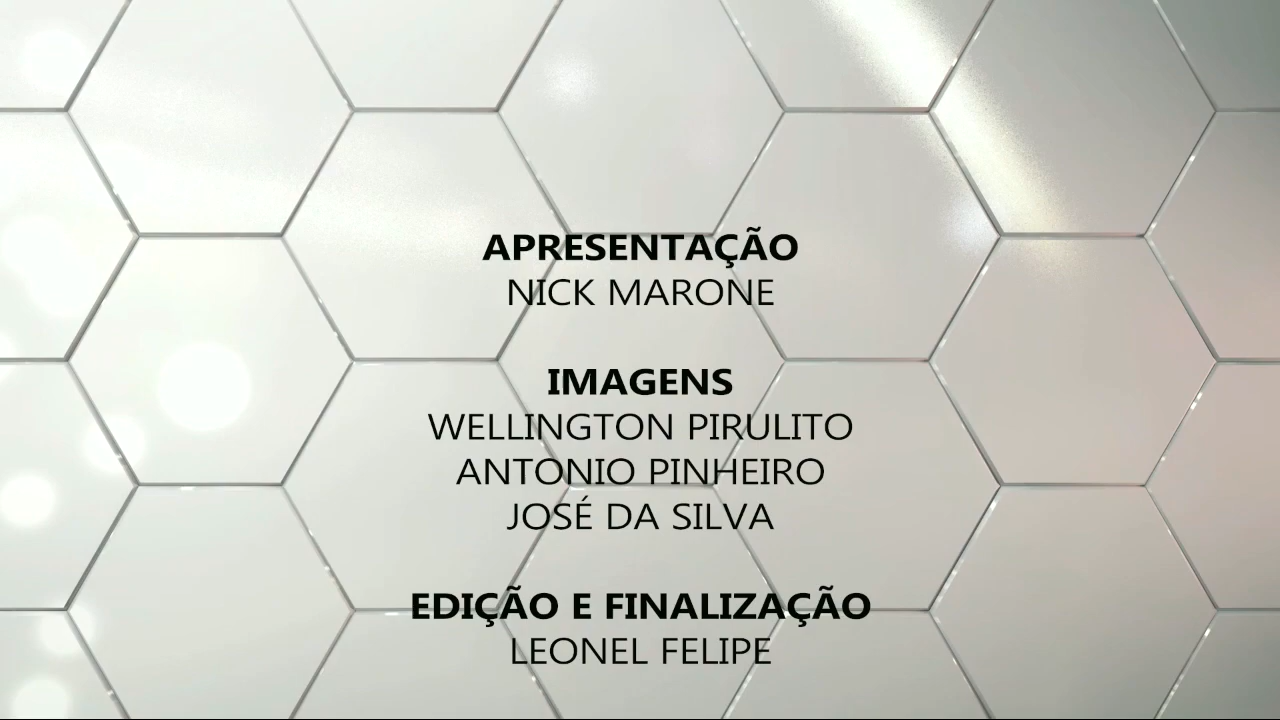 APRESENTAÇÃO
NICK MARONE
IMAGENS
WELLINGTON PIRULITO
ANTONIO PINHEIRO
JOSÉ DA SILVA
EDIÇÃO E FINALIZAÇÃO
LEONEL FELIPE